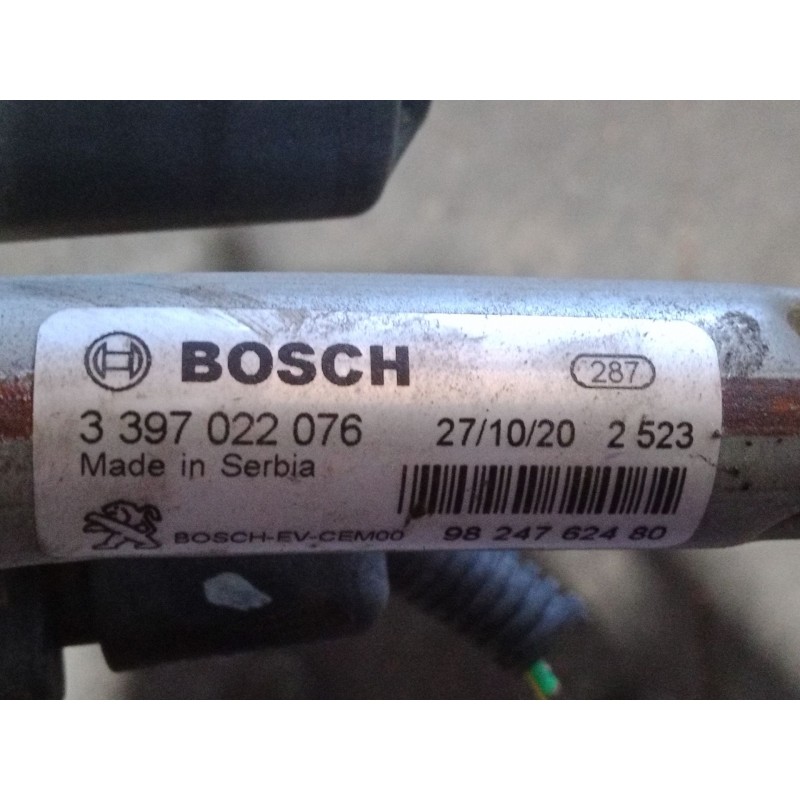 BOSCH 287
3 397 022 076 27/10/20 2 523
Made in Serbia
BOSCH-EV-CEM00 98 247 624 80